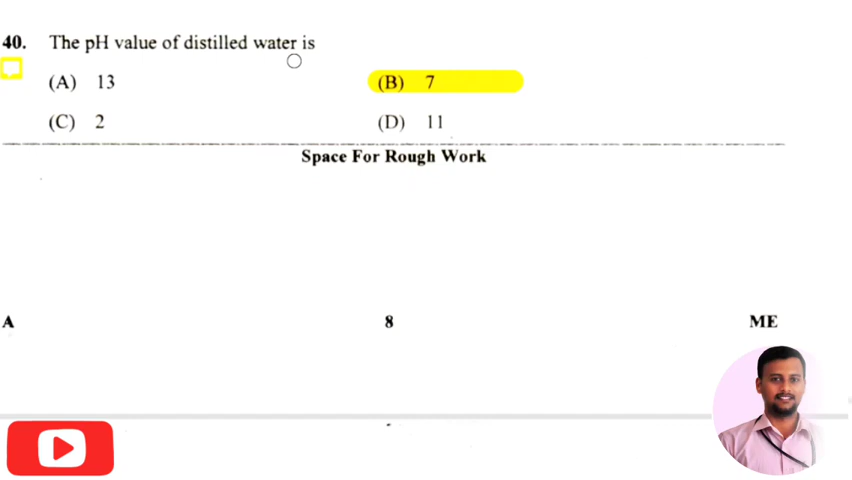 40. The pH value of distilled water is
(A) 13 (B) 7
(C) 2 (D) 11
Space For Rough Work
A 8 ME